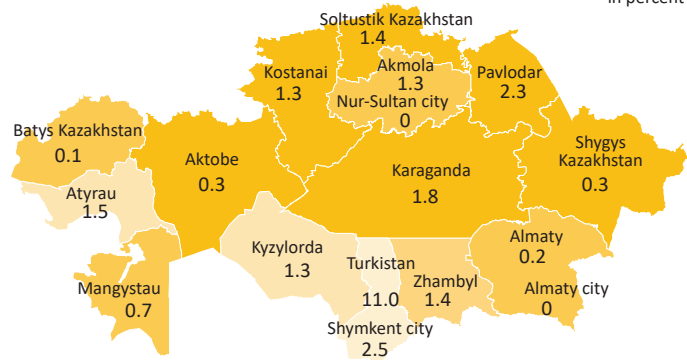 in percent
Soltustik Kazakhstan
1.4
Akmola
1.3
Nur-Sultan city
0
Kostanai
1.3
Pavlodar
2.3
Batys Kazakhstan
0.1
Aktobe
0.3
Shygys
Kazakhstan
0.3
Karaganda
1.8
Atyrau
1.5
Kyzylorda
1.3
Turkistan
11.0
Zhambyl
1.4
Almaty
0.2
Almaty city
0
Mangystau
0.7
Shymkent city
2.5